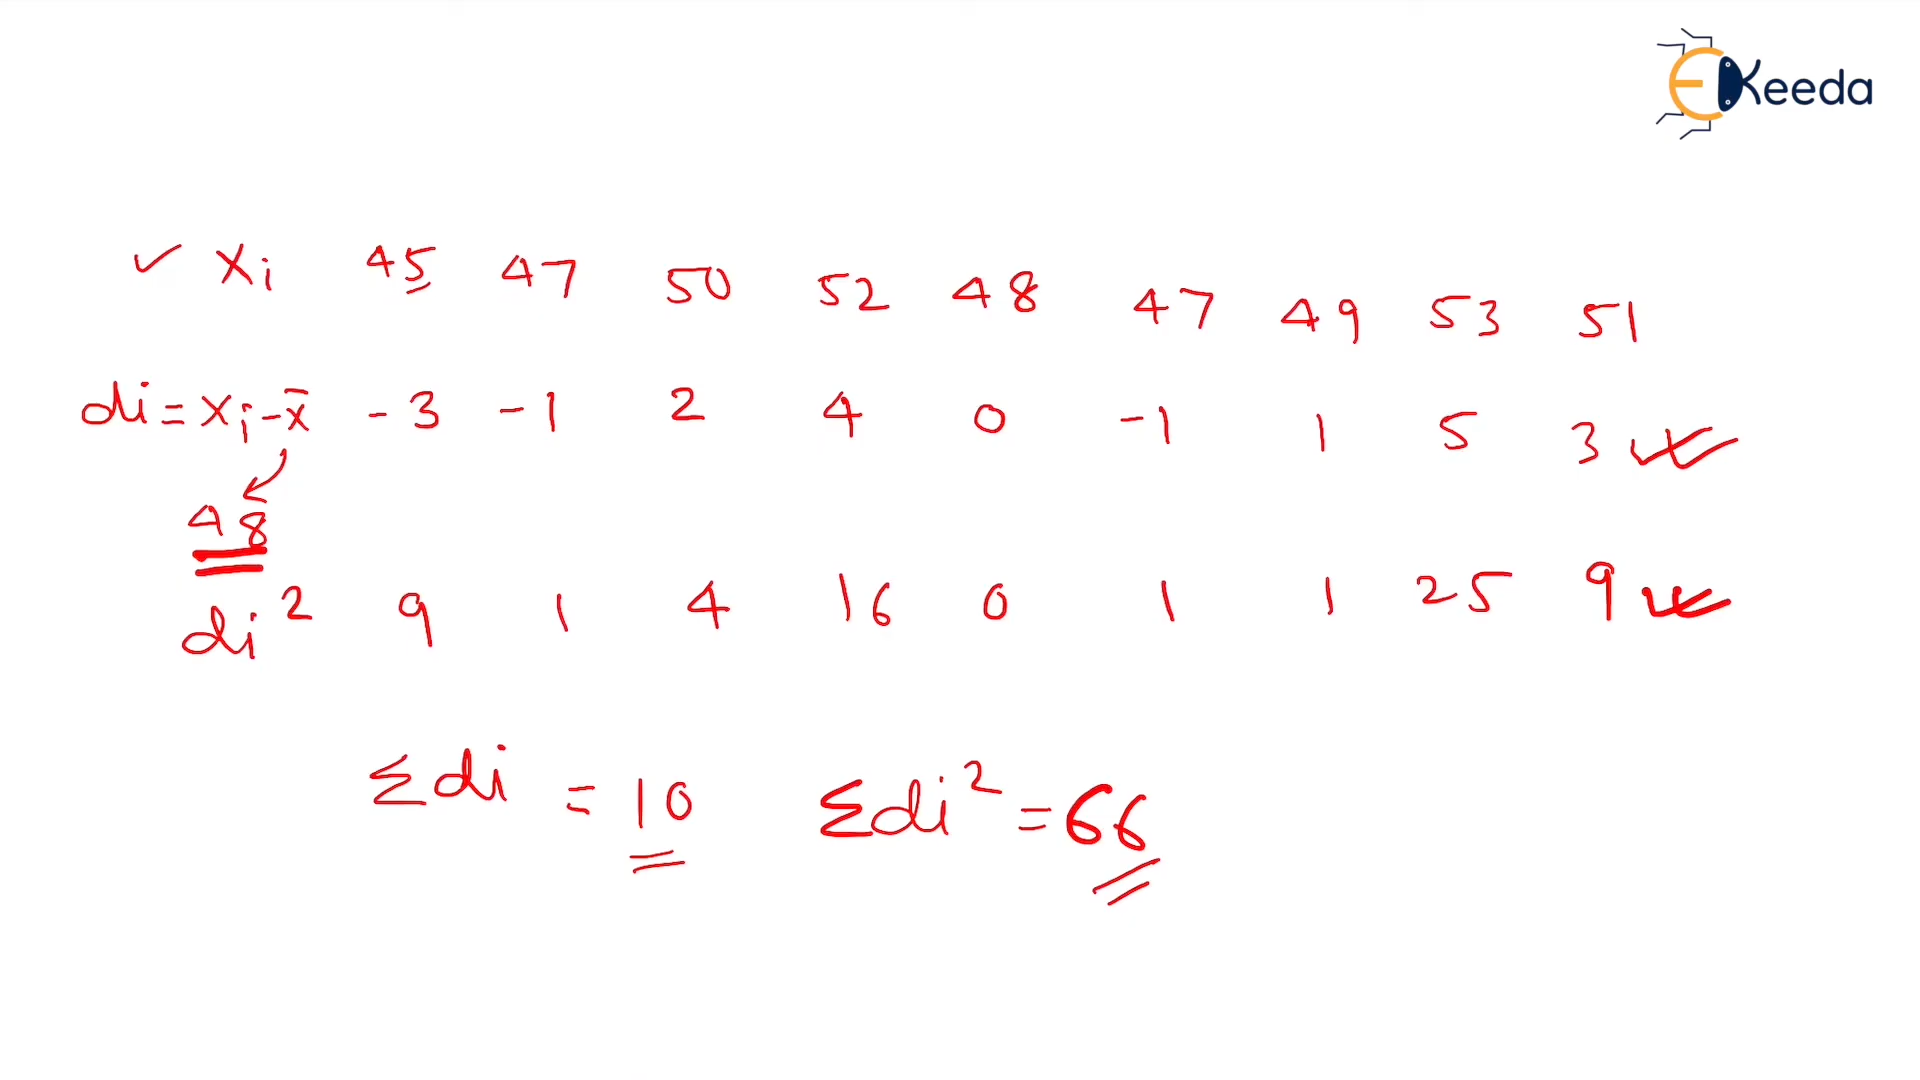 EKeeda
✓ xi 45 47 50 52 48 47 49 53 51
di = xi - x̄ -3 -1 2 4 0 -1 1 5 3
48
di² 9 1 4 16 0 1 1 25 9
Σdi = 10 Σdi² = 66